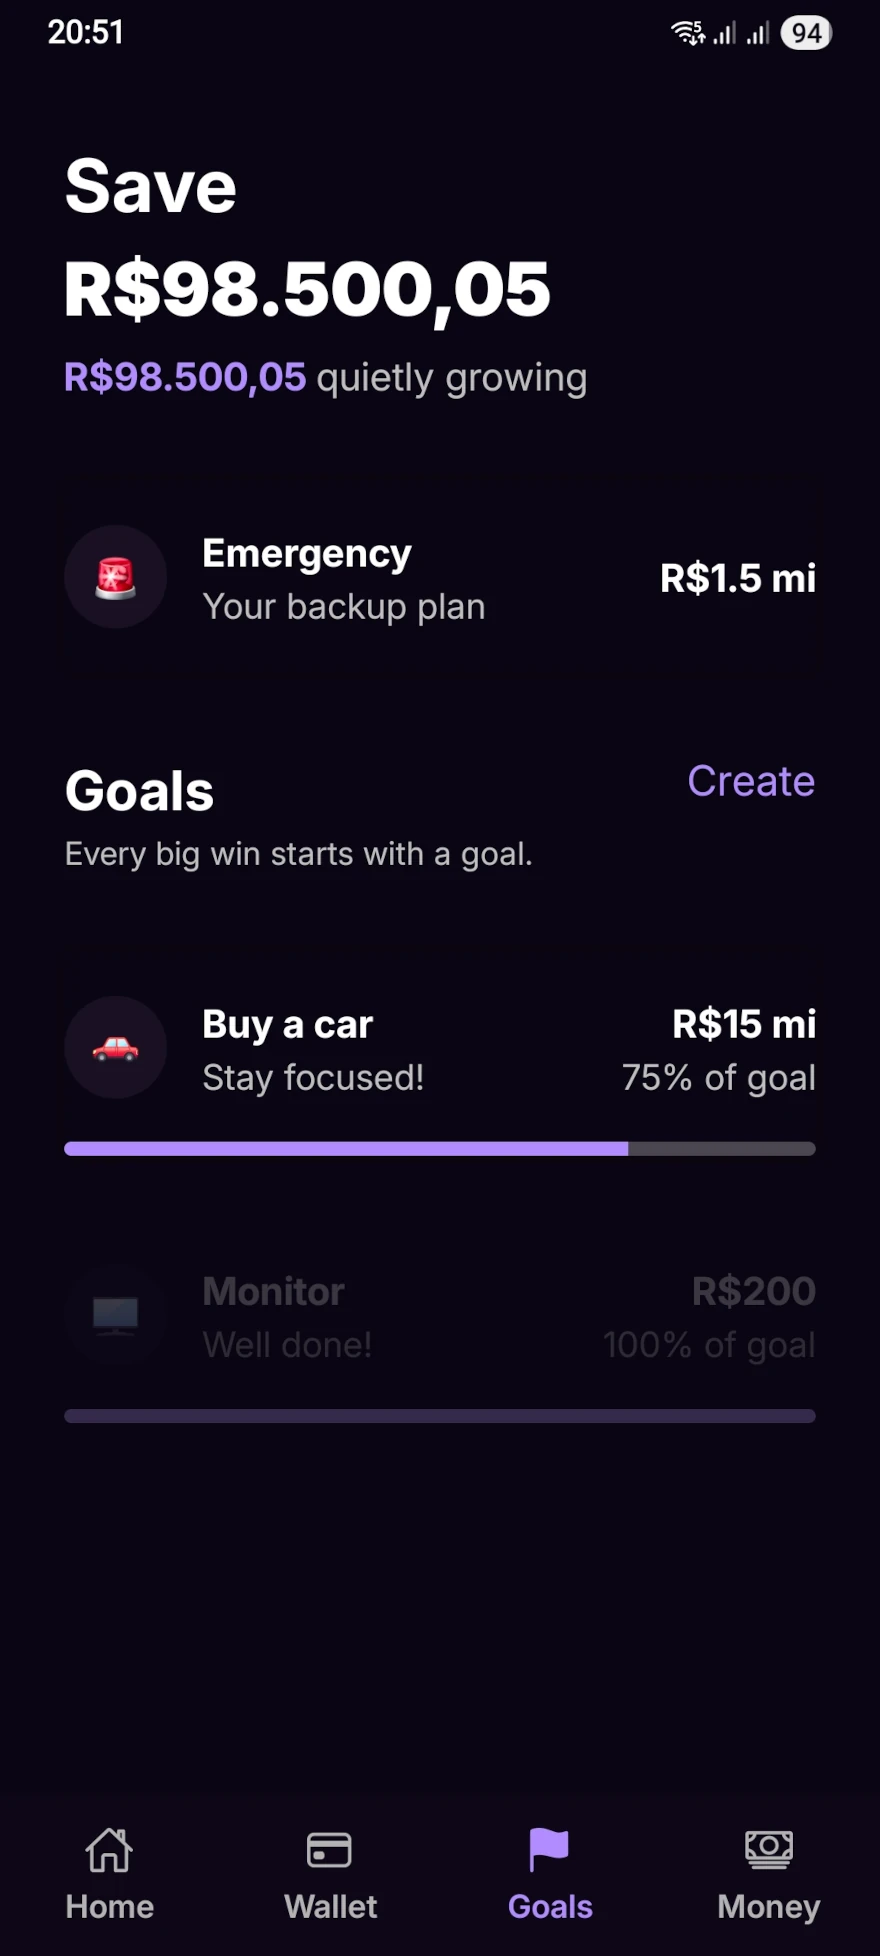 20:51
5
94
Save
R$98.500,05
R$98.500,05 quietly growing
Emergency
R$1.5 mi
Your backup plan
Goals
Create
Every big win starts with a goal.
Buy a car
R$15 mi
Stay focused!
75% of goal
Monitor
R$200
Well done!
100% of goal
Home
Wallet
Goals
Money